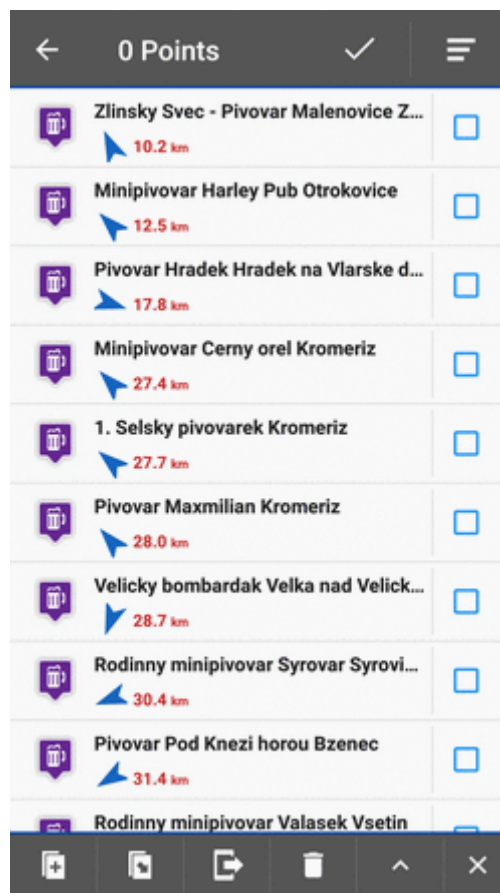 0 Points
Zlinsky Svec - Pivovar Malenovice Z...
10.2 km
Minipivovar Harley Pub Otrokovice
12.5 km
Pivovar Hradek Hradek na Vlarske d...
17.8 km
Minipivovar Cerny orel Kromeriz
27.4 km
1. Selsky pivovarek Kromeriz
27.7 km
Pivovar Maxmilian Kromeriz
28.0 km
Velicky bombardak Velka nad Velick...
28.7 km
Rodinny minipivovar Syrovar Syrovi...
30.4 km
Pivovar Pod Knezi horou Bzenec
31.4 km
Rodinny minipivovar Valasek Vsetin